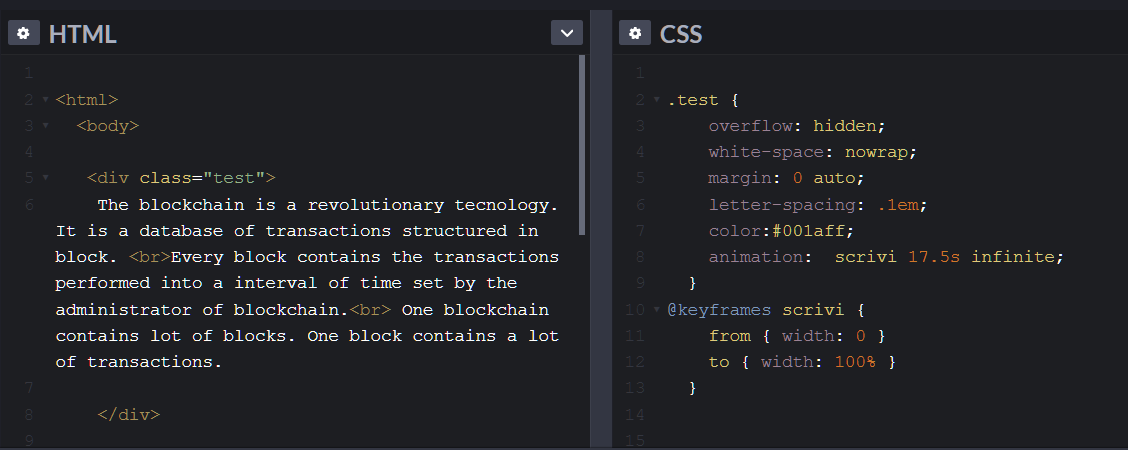 HTML
1
2 <html>
3 <body>
4
5 <div class="test">
6 The blockchain is a revolutionary tecnology.
It is a database of transactions structured in
block. <br>Every block contains the transactions
performed into a interval of time set by the
administrator of blockchain.<br> One blockchain
contains lot of blocks. One block contains a lot
of transactions.
7
8 </div>
9
CSS
1
2 .test {
3 overflow: hidden;
4 white-space: nowrap;
5 margin: 0 auto;
6 letter-spacing: .1em;
7 color:#001aff;
8 animation:  scrivi 17.5s infinite;
9 }
10 @keyframes scrivi {
11 from { width: 0 }
12 to { width: 100% }
13 }
14
15